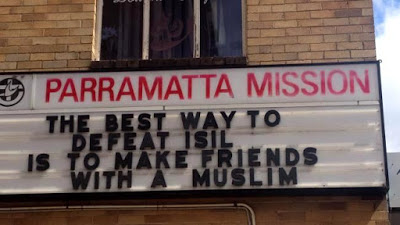 PARRAMATTA MISSION
THE BEST WAY TO
DEFEAT ISIL
IS TO MAKE FRIENDS
WITH A MUSLIM